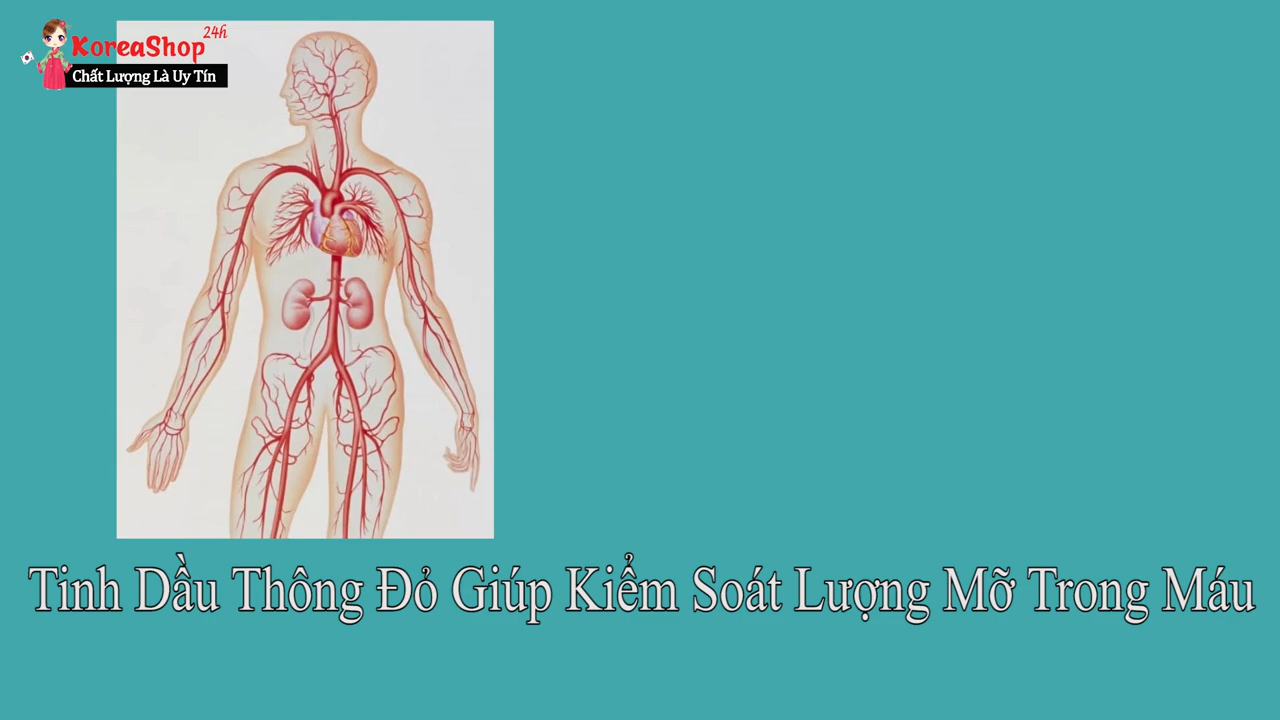 KoreaShop 24h
Chất Lượng Là Uy Tín
Tinh Dầu Thông Đỏ Giúp Kiểm Soát Lượng Mỡ Trong Máu